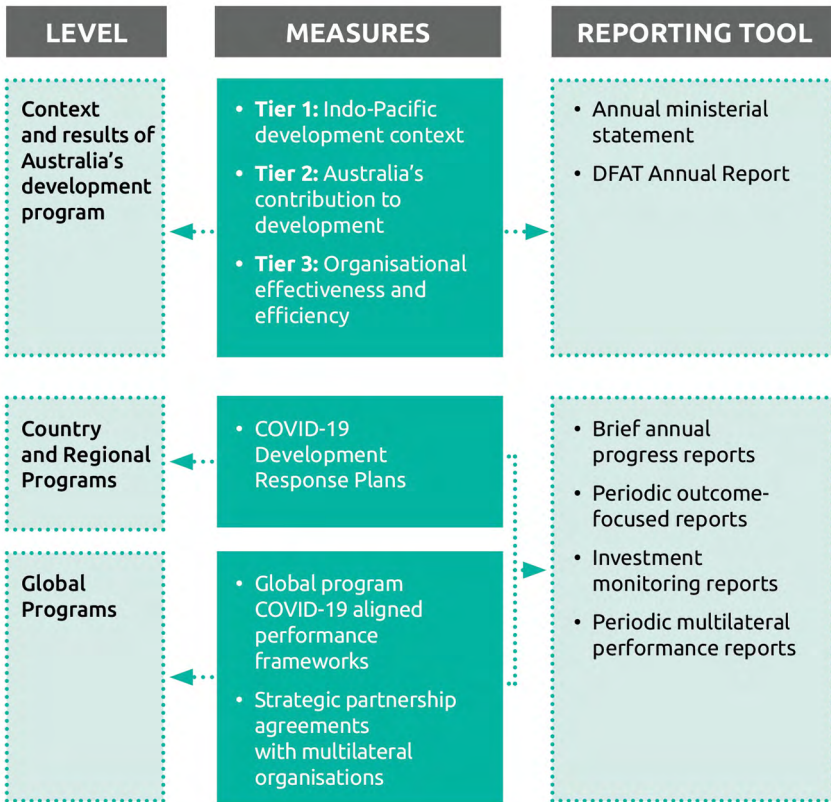 LEVEL
MEASURES
REPORTING TOOL
Context
and results of
Australia's
development
program
• Tier 1: Indo-Pacific
development context
• Tier 2: Australia's
contribution to
development
• Tier 3: Organisational
effectiveness and
efficiency
• Annual ministerial
statement
• DFAT Annual Report
Country
and Regional
Programs
• COVID-19
Development
Response Plans
Global
Programs
• Global program
COVID-19 aligned
performance
frameworks
• Strategic partnership
agreements
with multilateral
organisations
• Brief annual
progress reports
• Periodic outcome-
focused reports
• Investment
monitoring reports
• Periodic multilateral
performance reports